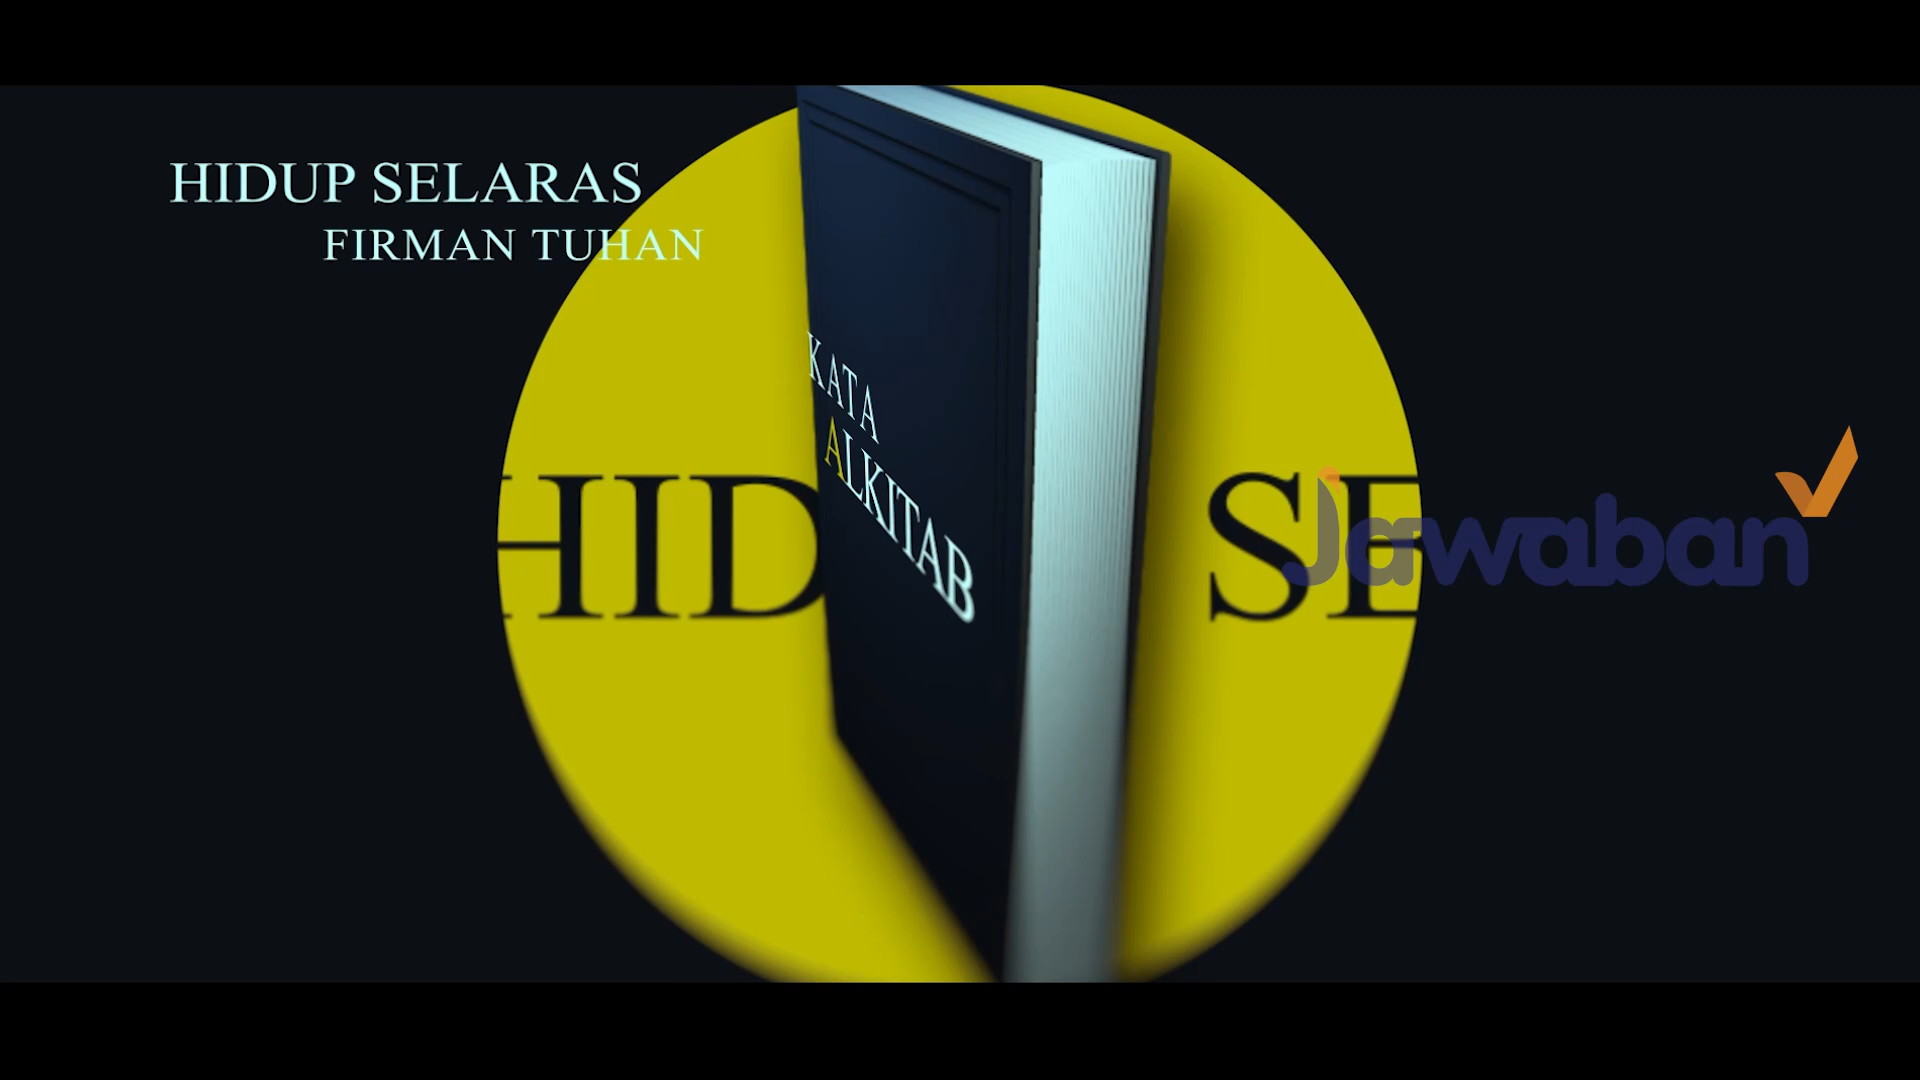 HIDUP SELARAS
FIRMAN TUHAN
KATA
ALKITAB
HID SE
Jawaban